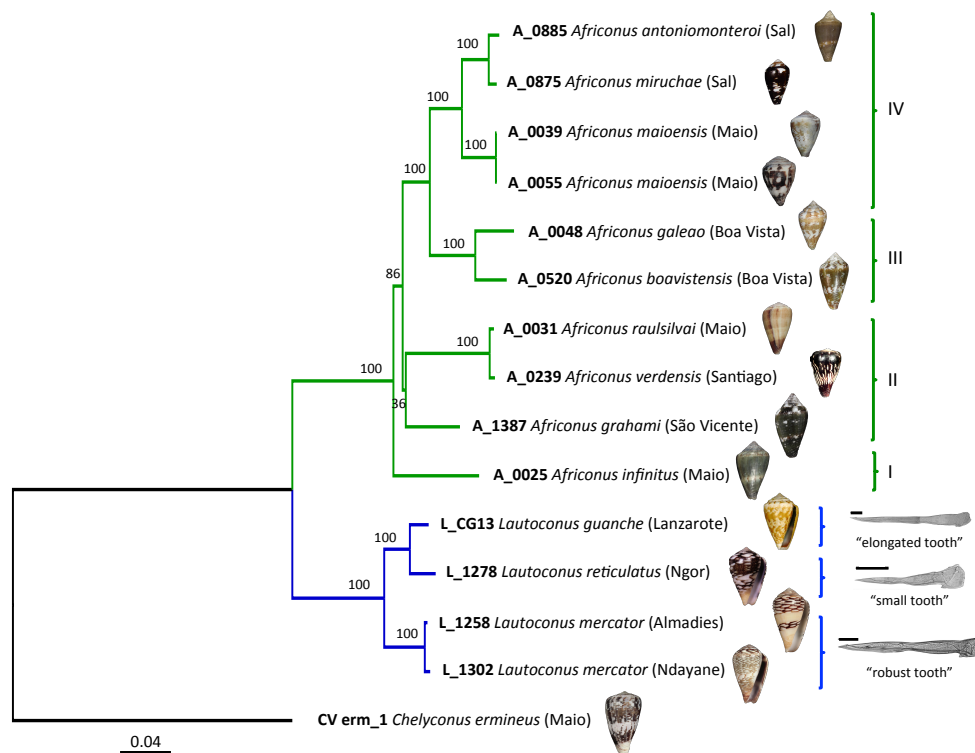 100
A_0885 Africonus antoniomonteroi (Sal)
A_0875 Africonus miruchae (Sal)
100
IV
100
A_0039 Africonus maioensis (Maio)
A_0055 Africonus maioensis (Maio)
100
A_0048 Africonus galeao (Boa Vista)
100
A_0520 Africonus boavistensis (Boa Vista)
III
86
A_0031 Africonus raulsilvai (Maio)
100
A_0239 Africonus verdensis (Santiago)
II
100
36
A_1387 Africonus grahami (São Vicente)
A_0025 Africonus infinitus (Maio)
I
L_CG13 Lautoconus guanche (Lanzarote)
"elongated tooth"
100
L_1278 Lautoconus reticulatus (Ngor)
"small tooth"
100
L_1258 Lautoconus mercator (Almadies)
100
L_1302 Lautoconus mercator (Ndayane)
"robust tooth"
CV erm_1 Chelyconus ermineus (Maio)
0.04